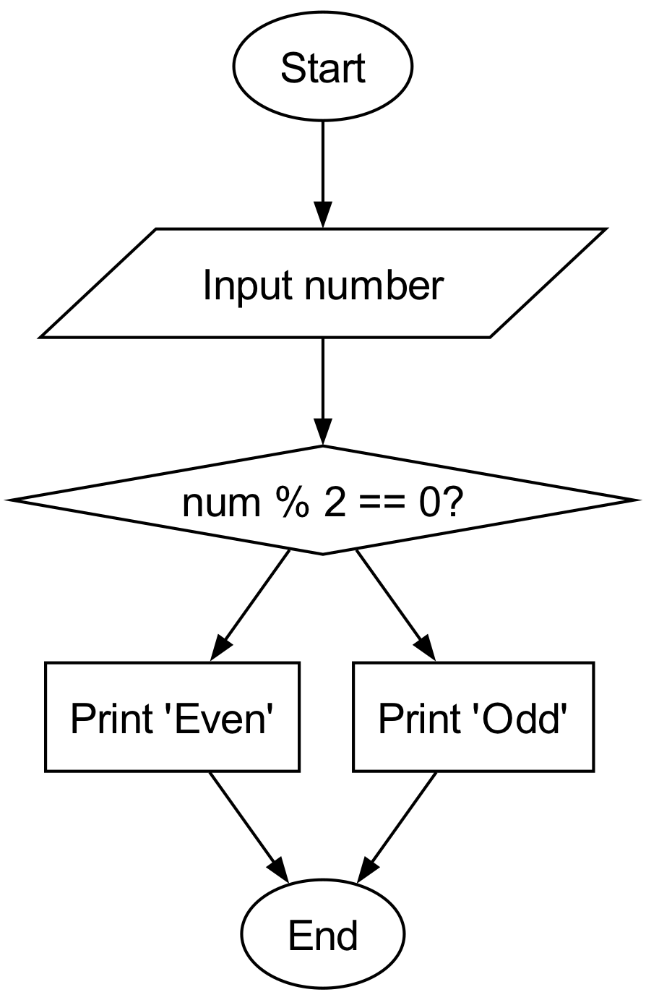 Start
Input number
num % 2 == 0?
Print 'Even'
Print 'Odd'
End